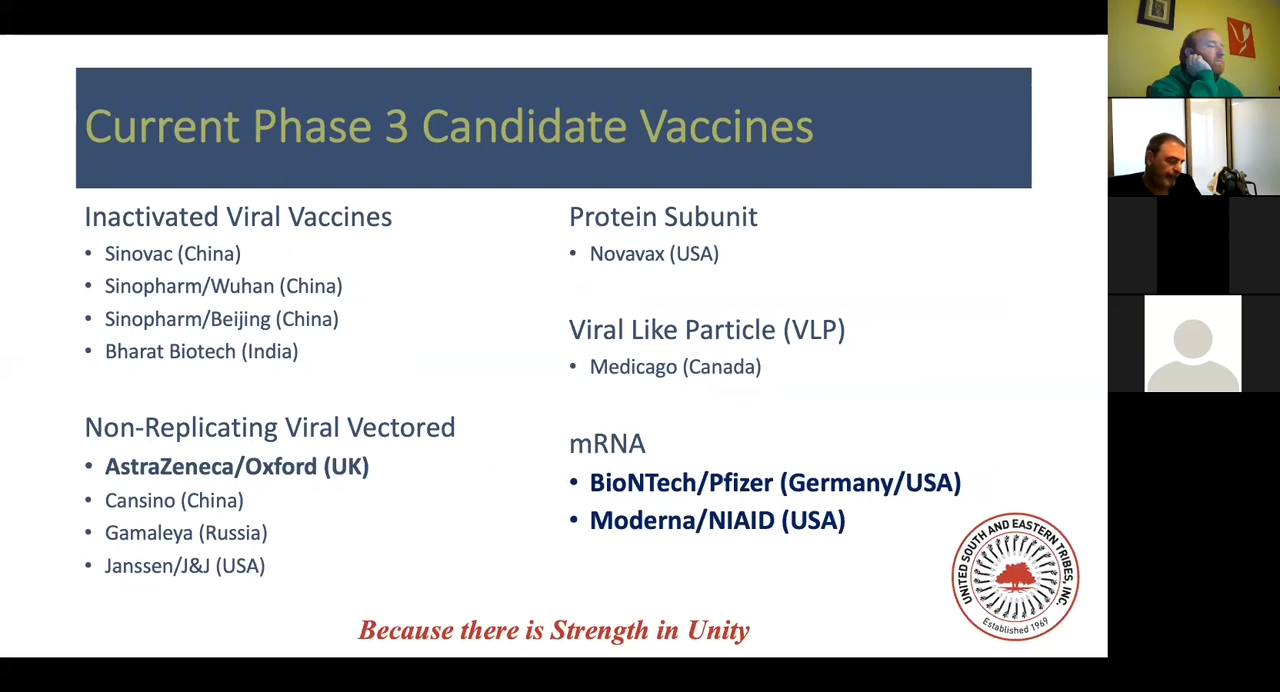 Current Phase 3 Candidate Vaccines
Inactivated Viral Vaccines
• Sinovac (China)
• Sinopharm/Wuhan (China)
• Sinopharm/Beijing (China)
• Bharat Biotech (India)
Non-Replicating Viral Vectored
• AstraZeneca/Oxford (UK)
• Cansino (China)
• Gamaleya (Russia)
• Janssen/J&J (USA)
Protein Subunit
• Novavax (USA)
Viral Like Particle (VLP)
• Medicago (Canada)
mRNA
• BioNTech/Pfizer (Germany/USA)
• Moderna/NIAID (USA)
UNITED SOUTH AND EASTERN TRIBES, INC.
Established 1969
Because there is Strength in Unity